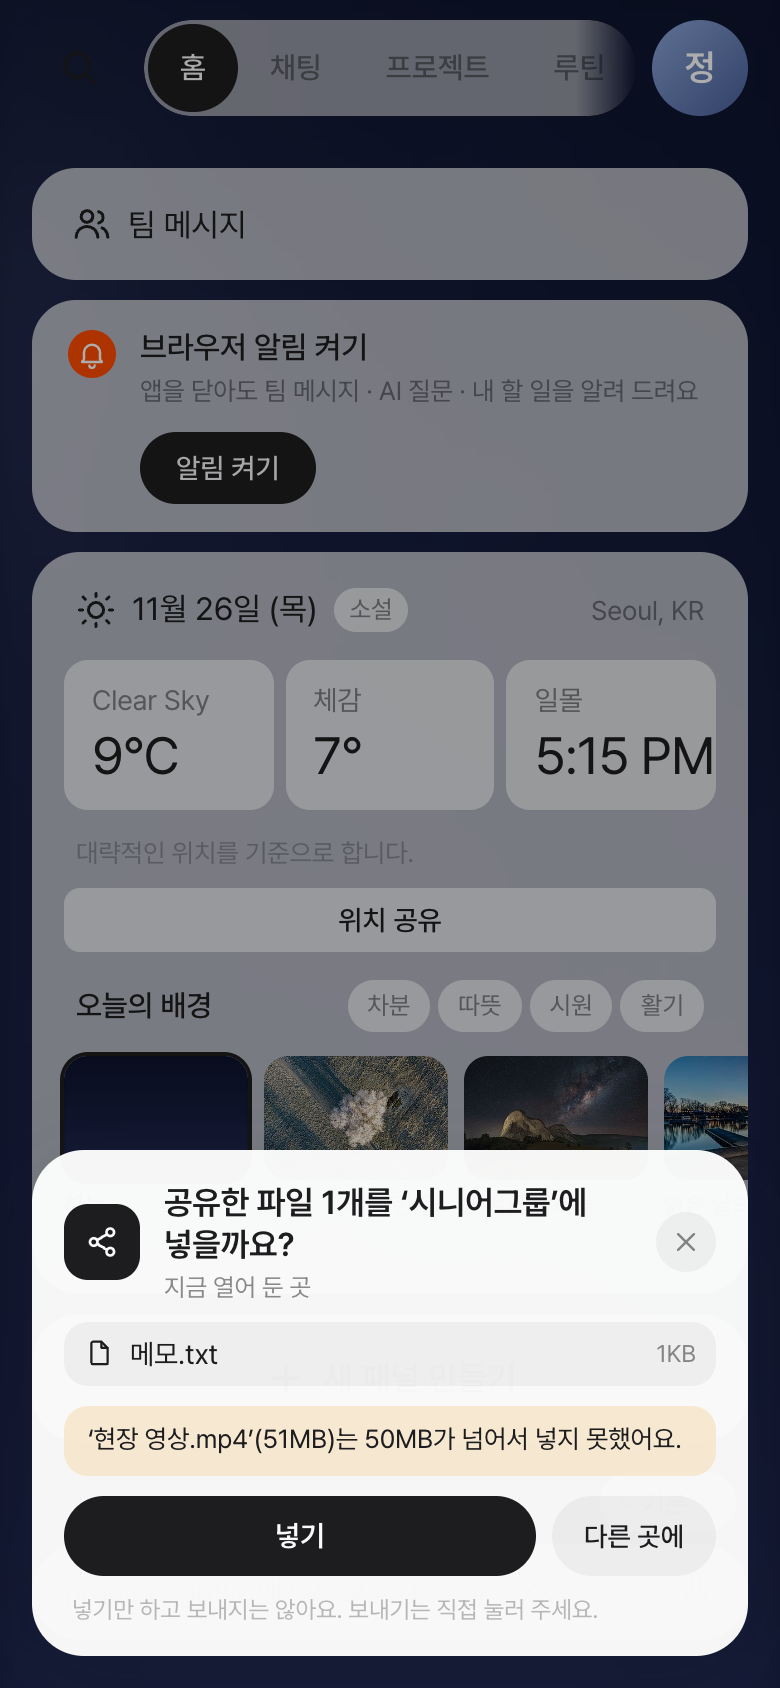 홈 채팅 프로젝트 루틴 정
팀 메시지
브라우저 알림 켜기
앱을 닫아도 팀 메시지 · AI 질문 · 내 할 일을 알려 드려요
알림 켜기
11월 26일 (목) 소설 Seoul, KR
Clear Sky 체감 일몰
9°C 7° 5:15 PM
대략적인 위치를 기준으로 합니다.
위치 공유
오늘의 배경 차분 따뜻 시원 활기
공유한 파일 1개를 ‘시니어그룹’에
넣을까요?
지금 열어 둔 곳
메모.txt 1KB
새 패널 만들기
‘현장 영상.mp4’(51MB)는 50MB가 넘어서 넣지 못했어요.
넣기 다른 곳에
넣기만 하고 보내지는 않아요. 보내기는 직접 눌러 주세요.